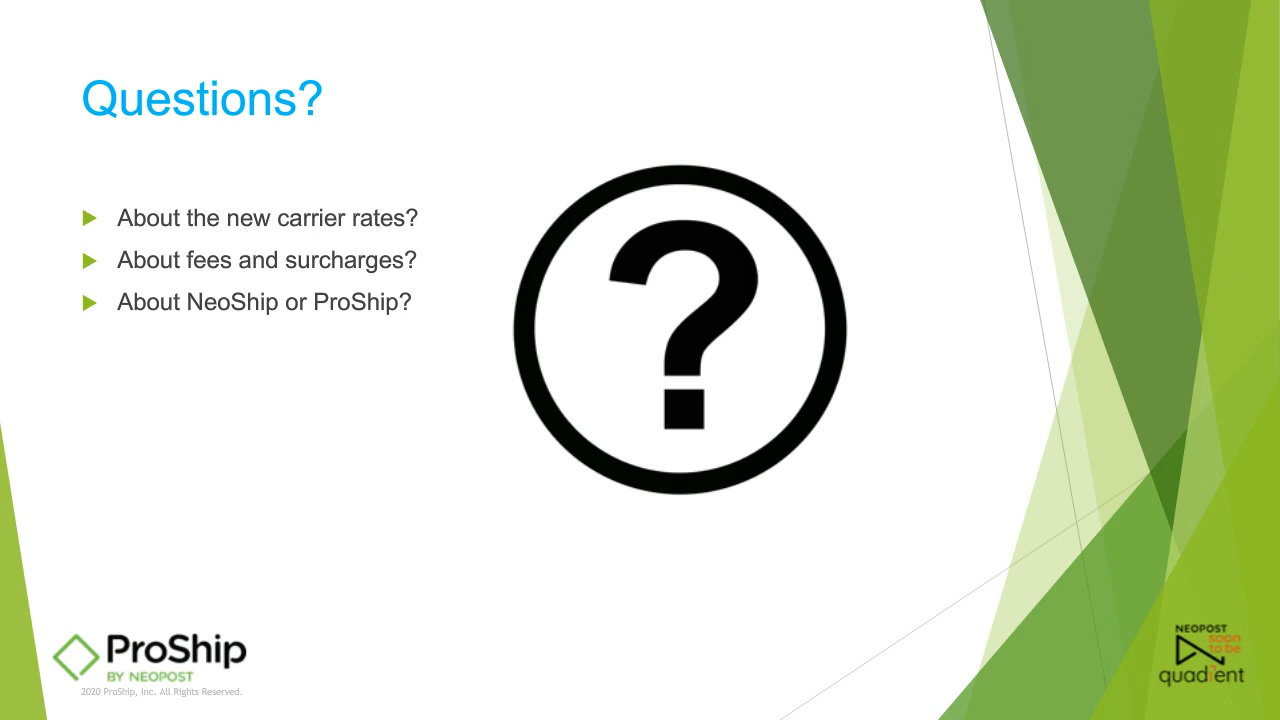 Questions?
About the new carrier rates?
About fees and surcharges?
About NeoShip or ProShip?
?
ProShip
BY NEOPOST
2020 ProShip, Inc. All Rights Reserved.
NEOPOST
soon
to be
quadient